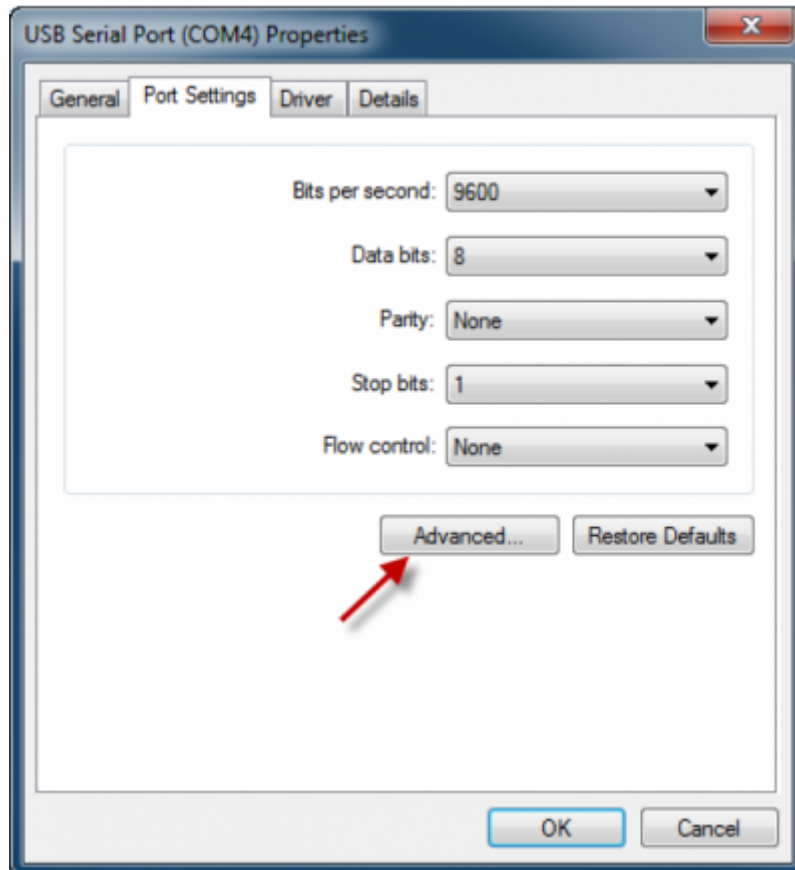 USB Serial Port (COM4) Properties
General Port Settings Driver Details
Bits per second: 9600
Data bits: 8
Parity: None
Stop bits: 1
Flow control: None
Advanced... Restore Defaults
OK Cancel